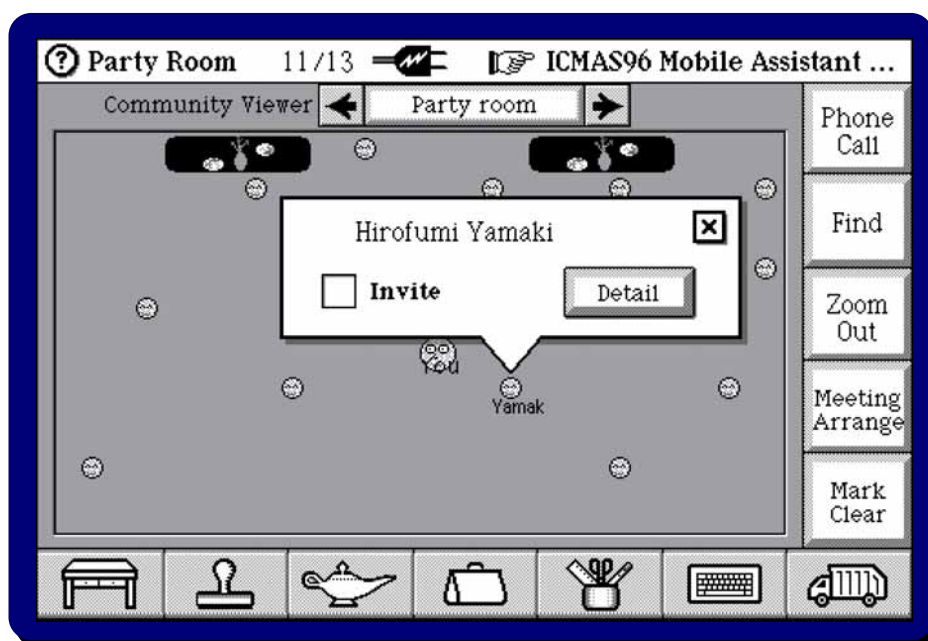 ? Party Room 11/13 ICMAS96 Mobile Assistant ...
Community Viewer Party room
Phone
Call
Find
Zoom
Out
Meeting
Arrange
Mark
Clear
Hirofumi Yamaki
Invite Detail
You
Yamak